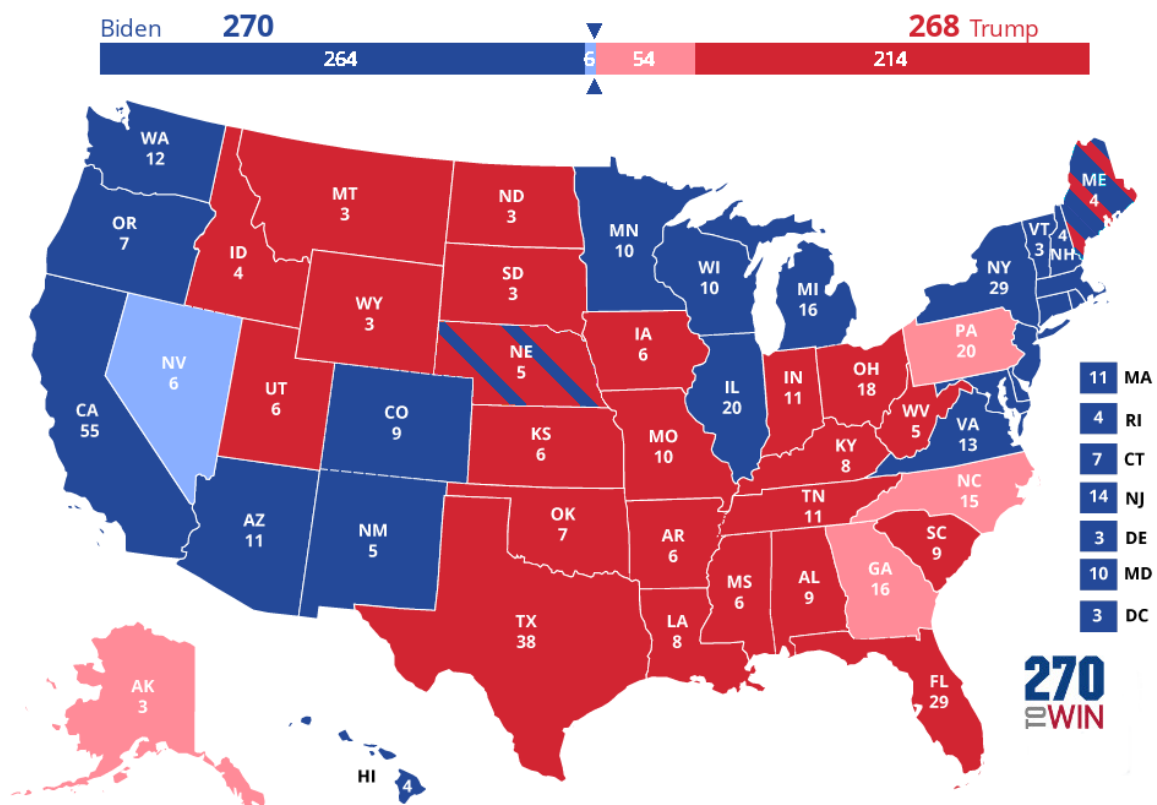 Biden 270
268 Trump
264 6 54 214
WA
12
OR
7
CA
55
NV
6
ID
4
MT
3
WY
3
UT
6
AZ
11
CO
9
NM
5
ND
3
SD
3
NE
5
KS
6
OK
7
TX
38
MN
10
IA
6
MO
10
AR
6
LA
8
WI
10
IL
20
MI
16
IN
11
OH
18
KY
8
TN
11
MS
6
AL
9
GA
16
FL
29
SC
9
NC
15
VA
13
WV
5
PA
20
NY
29
VT
3
4
NH
ME
4
AK
3
HI
4
11 MA
4 RI
7 CT
14 NJ
3 DE
10 MD
3 DC
270
TO WIN